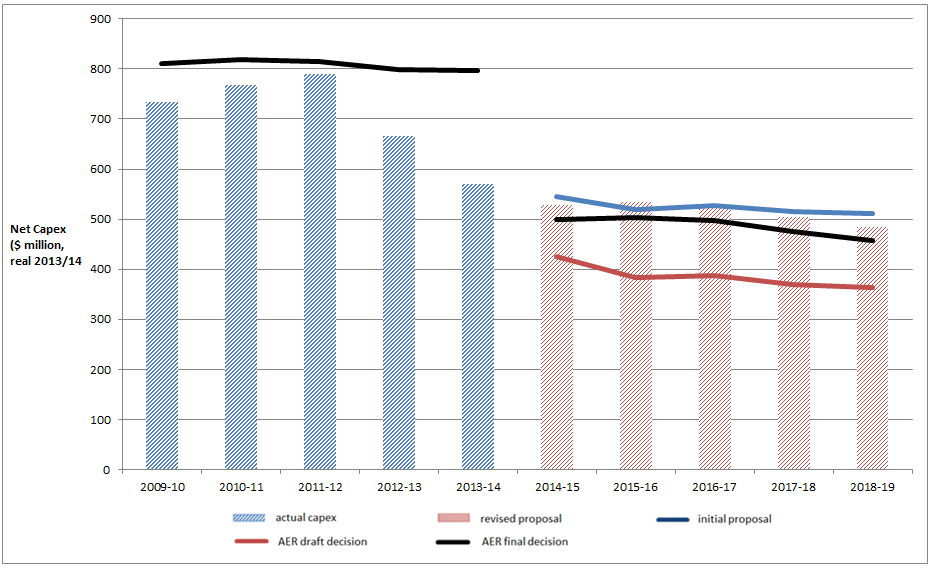 900
800
700
600
500
400
300
200
100
0
Net Capex
($ million,
real 2013/14
2009-10 2010-11 2011-12 2012-13 2013-14 2014-15 2015-16 2016-17 2017-18 2018-19
actual capex revised proposal initial proposal
AER draft decision AER final decision